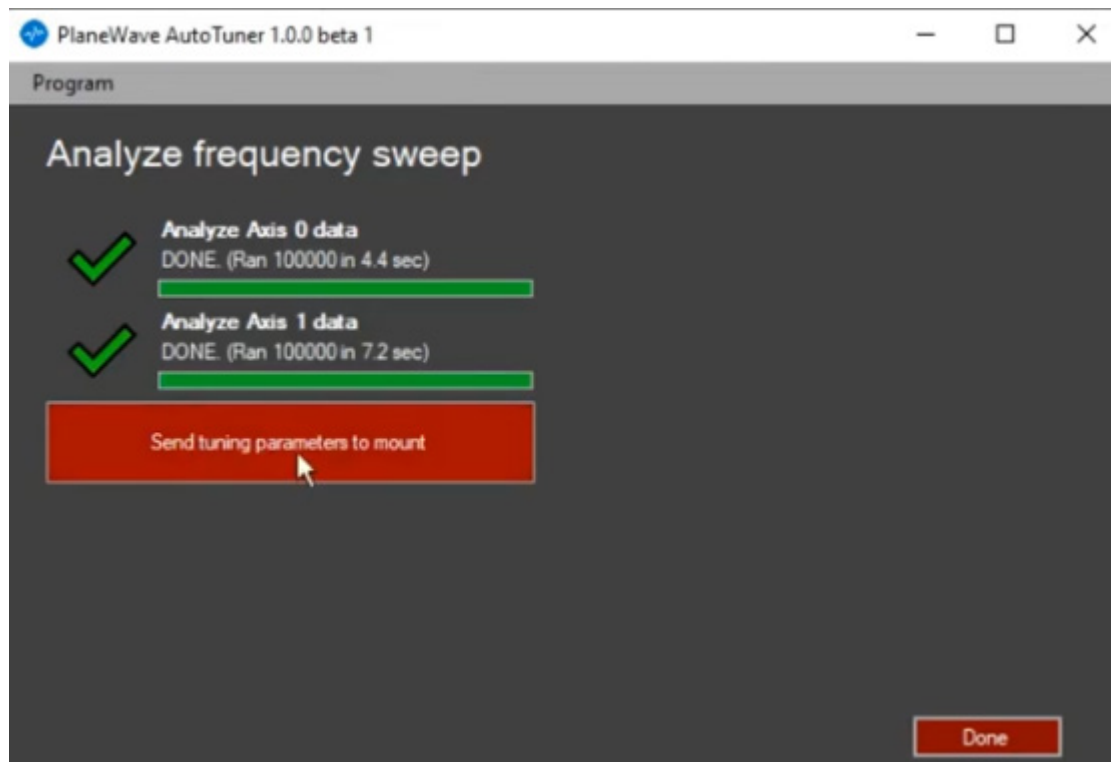 PlaneWave AutoTuner 1.0.0 beta 1
Program
Analyze frequency sweep
Analyze Axis 0 data
DONE. (Ran 100000 in 4.4 sec)
Analyze Axis 1 data
DONE. (Ran 100000 in 7.2 sec)
Send tuning parameters to mount
Done